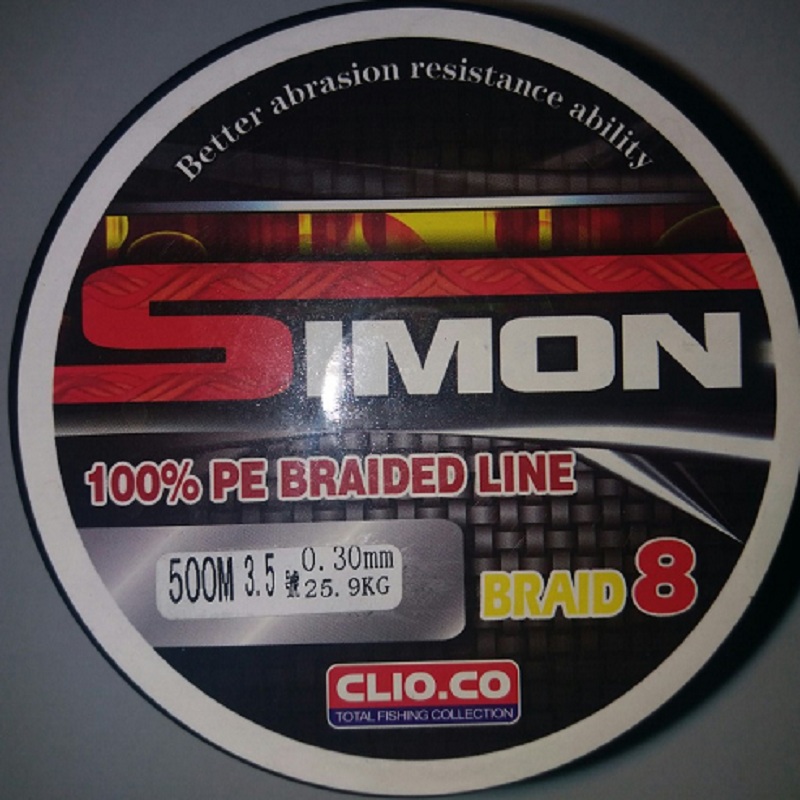 Better abrasion resistance ability
SIMON
100% PE BRAIDED LINE
500M 3.5號 0.30mm
25.9KG
BRAID 8
CLIO.CO
TOTAL FISHING COLLECTION